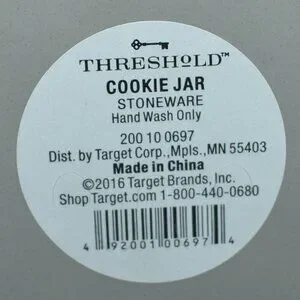 THRESHOLD™
COOKIE JAR
STONEWARE
Hand Wash Only
200 10 0697
Dist. by Target Corp., Mpls., MN 55403
Made in China
©2016 Target Brands, Inc.
Shop Target.com 1-800-440-0680
4 92001 00697 4